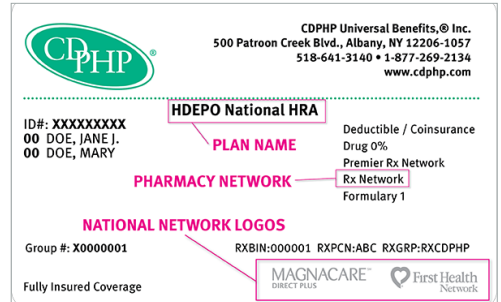 CDPHP®
CDPHP Universal Benefits,® Inc.
500 Patroon Creek Blvd., Albany, NY 12206-1057
518-641-3140 • 1-877-269-2134
www.cdphp.com
HDEPO National HRA
ID#: XXXXXXXXX
00 DOE, JANE J.
00 DOE, MARY
PLAN NAME
Deductible / Coinsurance
Drug 0%
Premier Rx Network
PHARMACY NETWORK
Rx Network
Formulary 1
NATIONAL NETWORK LOGOS
Group #: X0000001
RXBIN:000001 RXPCN:ABC RXGRP:RXCDPHP
MAGNACARE™
DIRECT PLUS
First Health
Network
Fully Insured Coverage